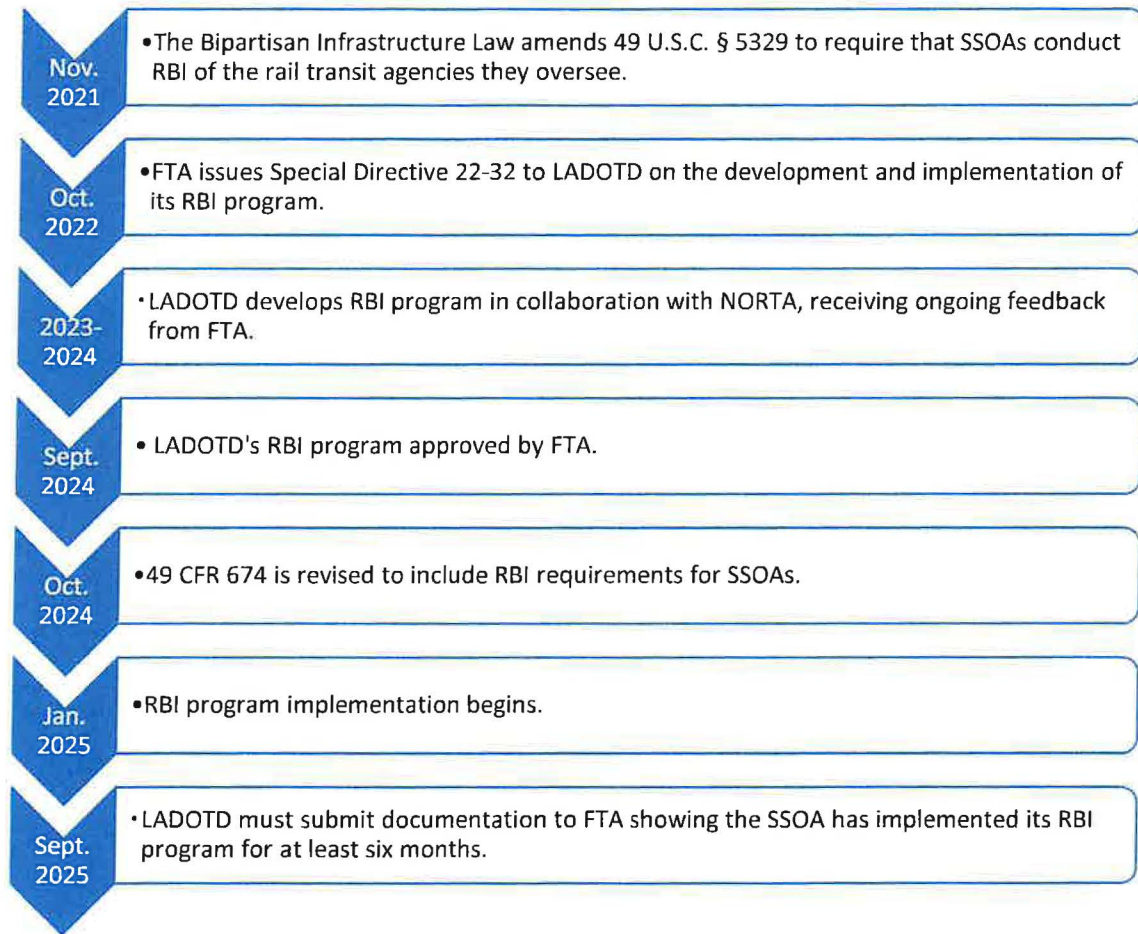 Nov.
2021
•The Bipartisan Infrastructure Law amends 49 U.S.C. § 5329 to require that SSOAs conduct
RBI of the rail transit agencies they oversee.
Oct.
2022
•FTA issues Special Directive 22-32 to LADOTD on the development and implementation of
its RBI program.
2023-
2024
·LADOTD develops RBI program in collaboration with NORTA, receiving ongoing feedback
from FTA.
Sept.
2024
• LADOTD's RBI program approved by FTA.
Oct.
2024
•49 CFR 674 is revised to include RBI requirements for SSOAs.
Jan.
2025
•RBI program implementation begins.
Sept.
2025
·LADOTD must submit documentation to FTA showing the SSOA has implemented its RBI
program for at least six months.